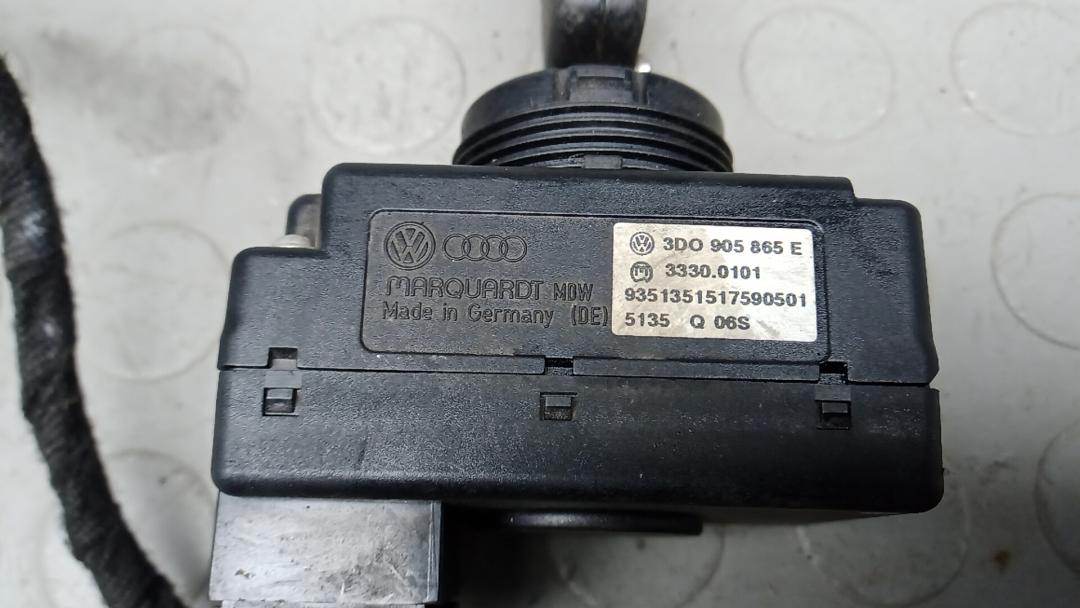 MARQUARDT MDW
Made in Germany (DE)
3D0 905 865 E
3330.0101
9351351517590501
5135 Q 06S